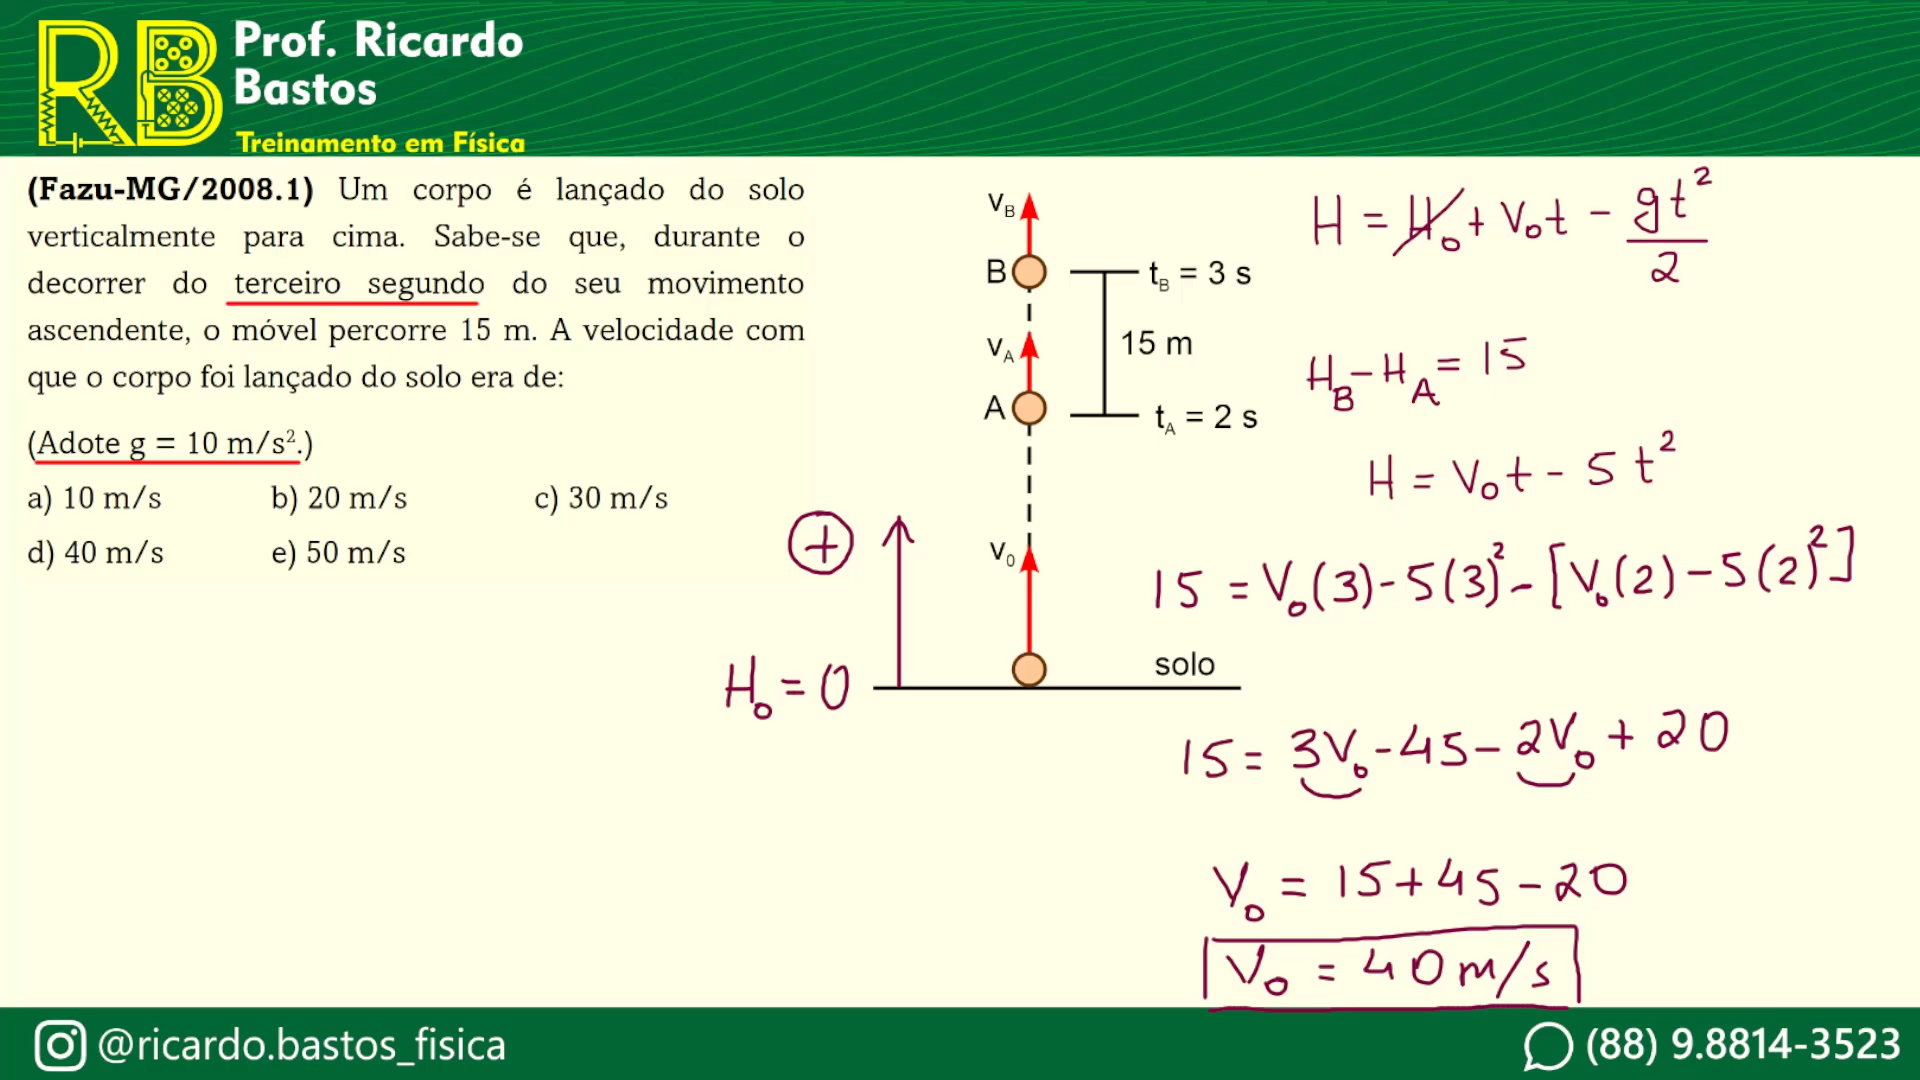 RB
Prof. Ricardo
Bastos
Treinamento em Física
(Fazu-MG/2008.1) Um corpo é lançado do solo
verticalmente para cima. Sabe-se que, durante o
decorrer do terceiro segundo do seu movimento
ascendente, o móvel percorre 15 m. A velocidade com
que o corpo foi lançado do solo era de:
(Adote g = 10 m/s².)
a) 10 m/s b) 20 m/s c) 30 m/s
d) 40 m/s e) 50 m/s
V_B
B
t_B = 3 s
V_A
15 m
A
t_A = 2 s
V_0
solo
+
H_0 = 0
H = H_0 + V_0t - gt²/2
H_B - H_A = 15
H = V_0t - 5t²
15 = V_0(3) - 5(3)² - [V_0(2) - 5(2)²]
15 = 3V_0 - 45 - 2V_0 + 20
V_0 = 15 + 45 - 20
V_0 = 40 m/s
@ricardo.bastos_fisica
(88) 9.8814-3523